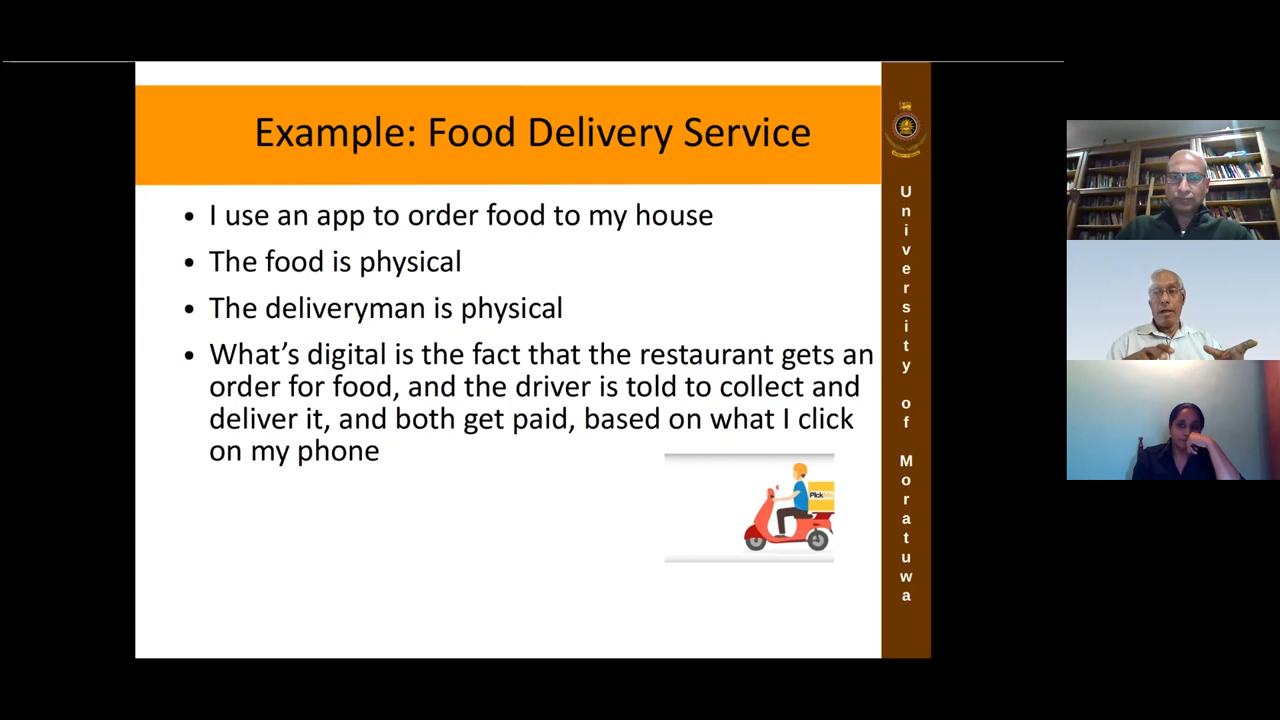 Example: Food Delivery Service
• I use an app to order food to my house
• The food is physical
• The deliveryman is physical
• What’s digital is the fact that the restaurant gets an
order for food, and the driver is told to collect and
deliver it, and both get paid, based on what I click
on my phone
University of Moratuwa